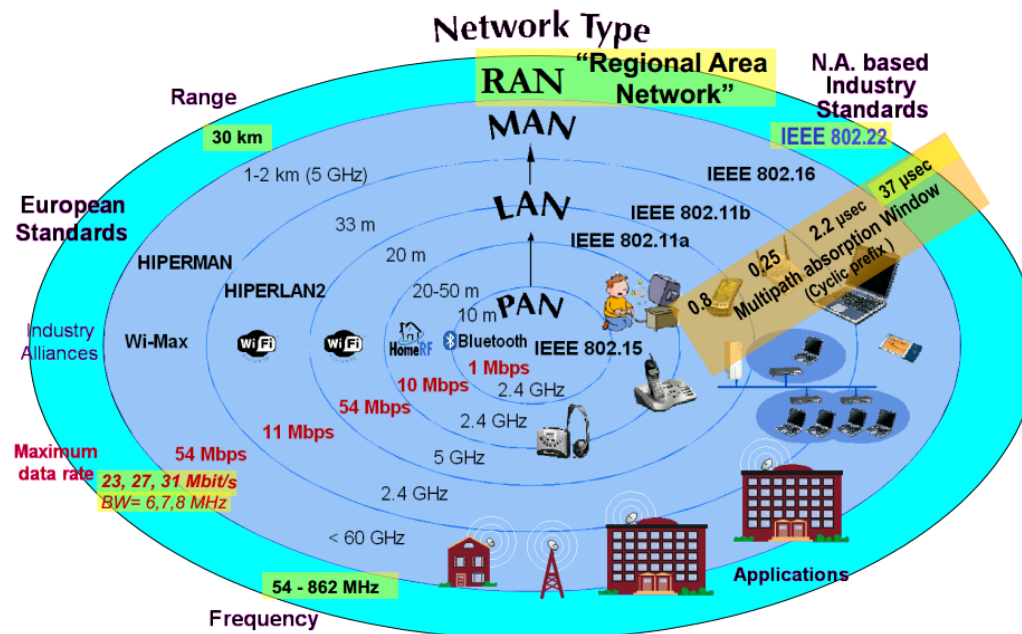 Network Type
RAN
“Regional Area
Network”
N.A. based
Industry
Standards
IEEE 802.22
Range
30 km
MAN
1-2 km (5 GHz)
IEEE 802.16
37 µsec
European
Standards
33 m
LAN
IEEE 802.11b
2.2 µsec
20 m
IEEE 802.11a
0.25
0.8
Multipath absorption Window
(Cyclic prefix )
HIPERMAN
HIPERLAN2
20-50 m
PAN
10 m
Industry
Alliances
Wi-Max
Wi Fi
Wi Fi
HomeRF
Bluetooth
IEEE 802.15
1 Mbps
10 Mbps
54 Mbps
11 Mbps
54 Mbps
2.4 GHz
2.4 GHz
5 GHz
2.4 GHz
< 60 GHz
Maximum
data rate
23, 27, 31 Mbit/s
BW= 6,7,8 MHz
54 - 862 MHz
Frequency
Applications